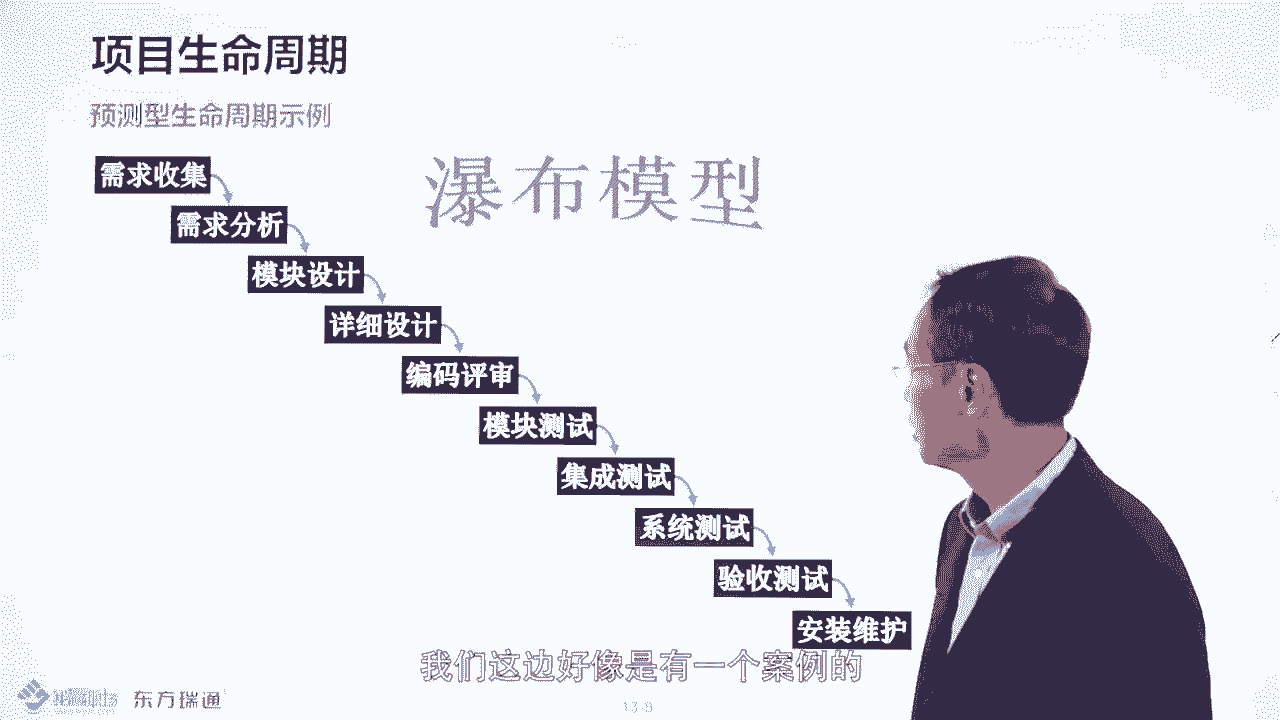 项目生命周期
预测型生命周期示例
瀑布模型
需求收集
需求分析
模块设计
详细设计
编码评审
模块测试
集成测试
系统测试
验收测试
安装维护
我们这边好像是有一个案例的
东方瑞通